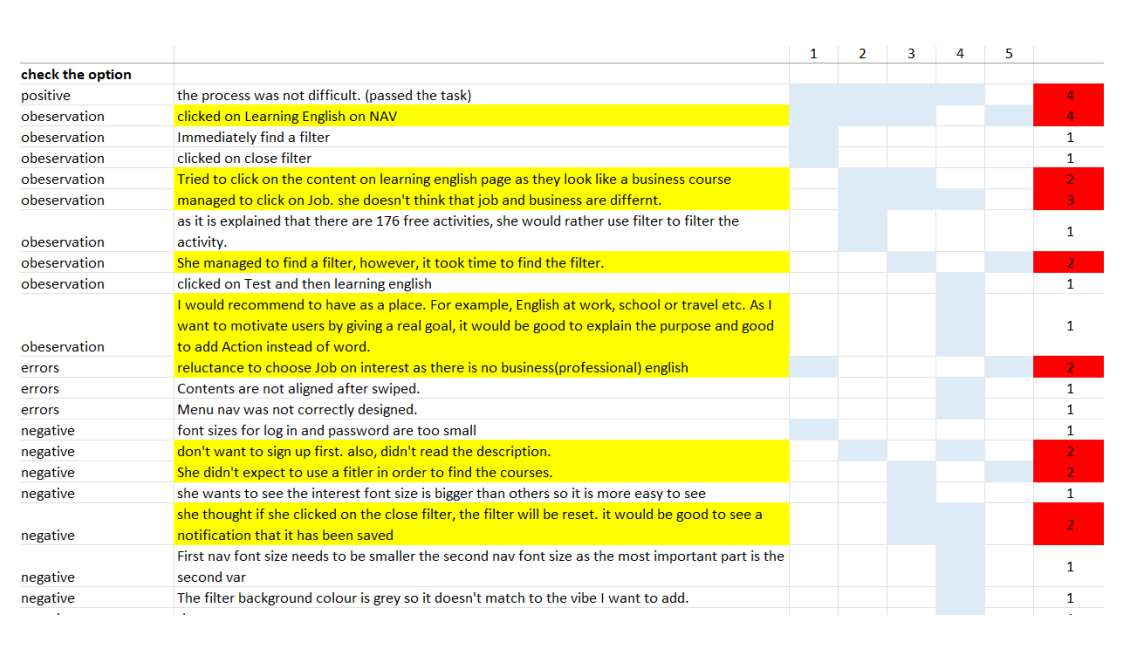 1 2 3 4 5
check the option
positive the process was not difficult. (passed the task) 4
obeservation clicked on Learning English on NAV 4
obeservation Immediately find a filter 1
obeservation clicked on close filter 1
obeservation Tried to click on the content on learning english page as they look like a business course 2
obeservation managed to click on Job. she doesn't think that job and business are differnt. 3
as it is explained that there are 176 free activities, she would rather use filter to filter the
obeservation activity. 1
obeservation She managed to find a filter, however, it took time to find the filter. 2
obeservation clicked on Test and then learning english 1
I would recommend to have as a place. For example, English at work, school or travel etc. As I
want to motivate users by giving a real goal, it would be good to explain the purpose and good 1
obeservation to add Action instead of word.
errors reluctance to choose Job on interest as there is no business(professional) english 2
errors Contents are not aligned after swiped. 1
errors Menu nav was not correctly designed. 1
negative font sizes for log in and password are too small 1
negative don't want to sign up first. also, didn't read the description. 2
negative She didn't expect to use a fitler in order to find the courses. 2
negative she wants to see the interest font size is bigger than others so it is more easy to see 1
she thought if she clicked on the close filter, the filter will be reset. it would be good to see a
negative notification that it has been saved 2
First nav font size needs to be smaller the second nav font size as the most important part is the
negative second var 1
negative The filter background colour is grey so it doesn't match to the vibe I want to add. 1